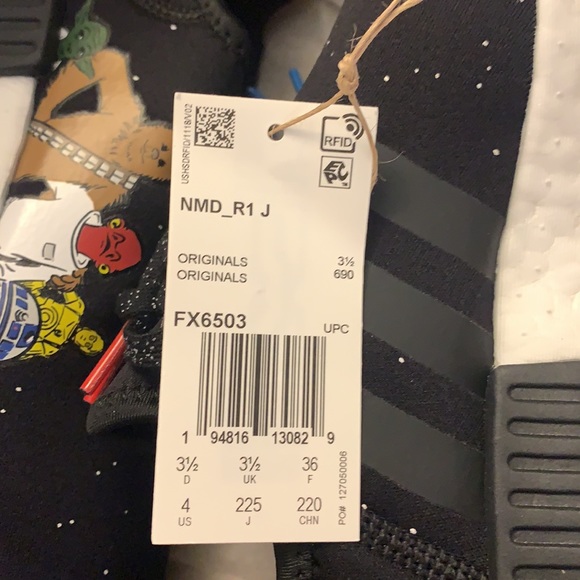 USHSDRFID/1118/V02
RFID
EPC
NMD_R1 J
ORIGINALS 3½
ORIGINALS 690
FX6503
UPC
1 94816 13082 9
3½ 3½ 36
D UK F
4 225 220
US J CHN
PO# 127050006